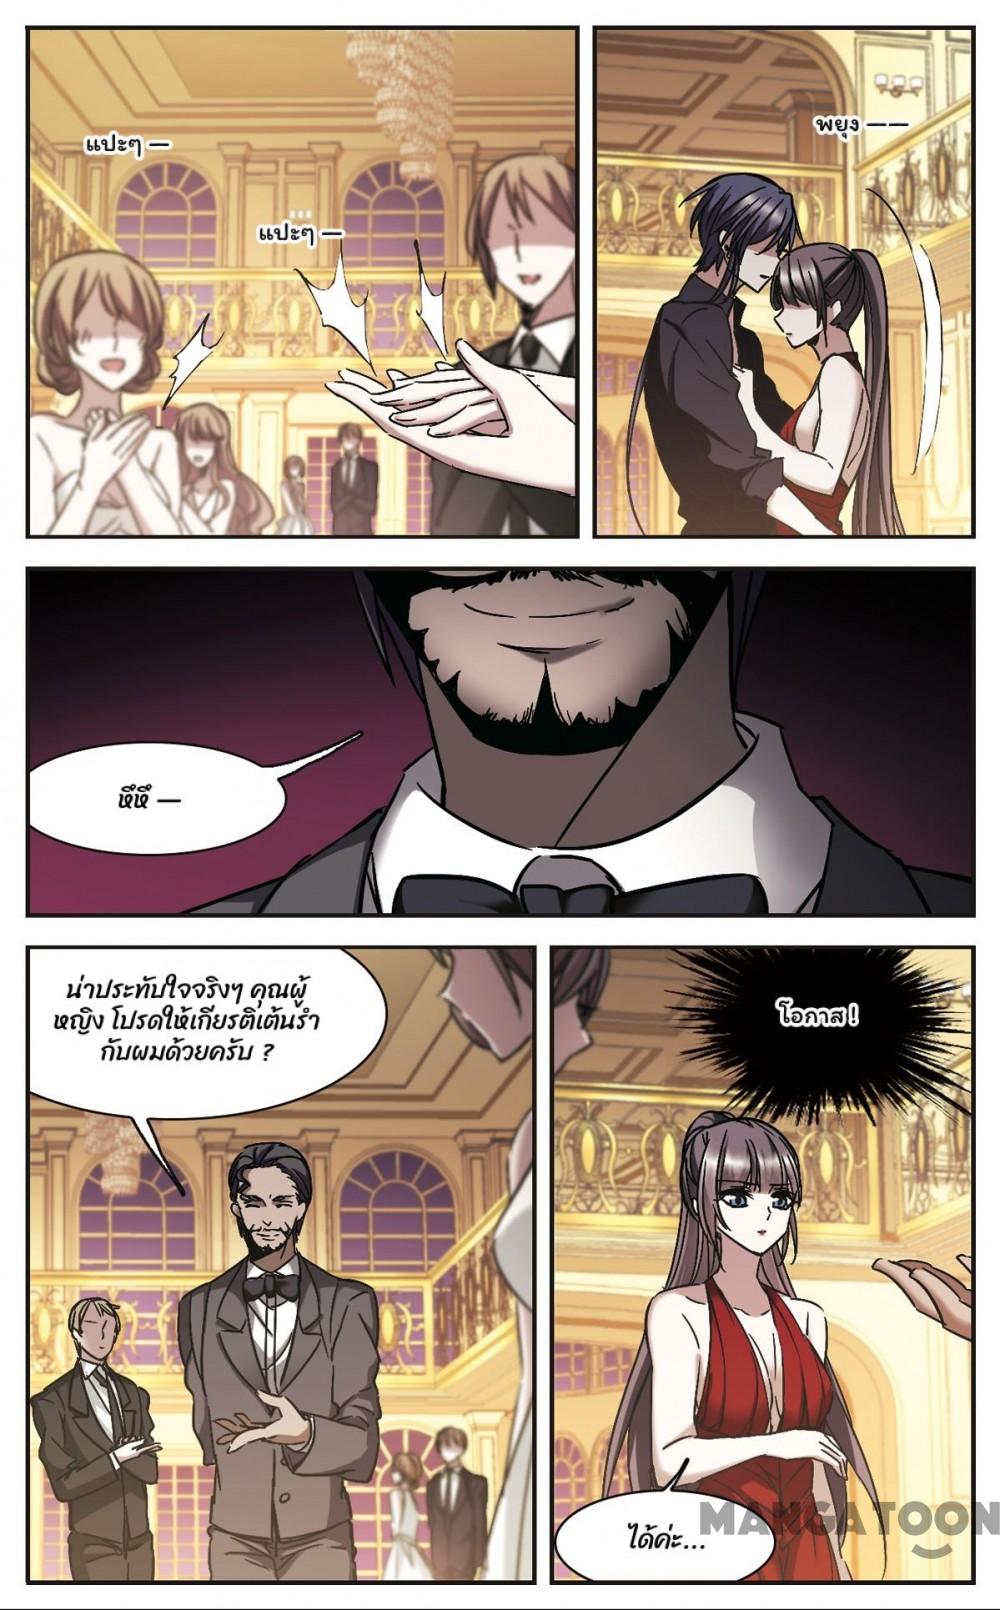 แปะๆ —
แปะๆ —
พยุง — —
หึหึ —
น่าประทับใจจริงๆ คุณผู้
หญิง โปรดให้เกียรติเต้นรำ
กับผมด้วยครับ ?
โอกาส !
ได้ค่ะ...
MANGATOON